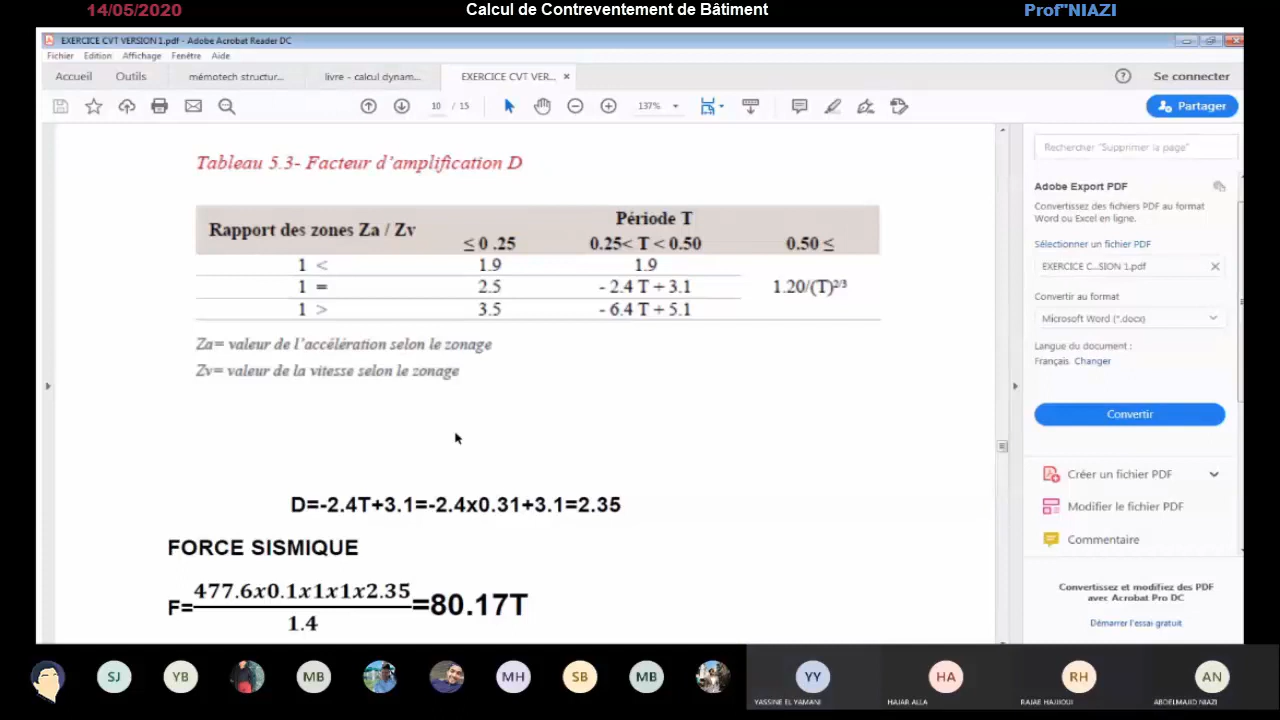 14/05/2020 Calcul de Contreventement de Bâtiment Prof"NIAZI
EXERCICE CVT VERSION 1.pdf - Adobe Acrobat Reader DC
Fichier Edition Affichage Fenêtre Aide
Accueil Outils mémotech structur... livre - calcul dynam... EXERCICE CVT VER... × Se connecter
10 / 15 137% Partager
Tableau 5.3- Facteur d'amplification D
Rapport des zones Za / Zv Période T
≤ 0 .25 0.25< T < 0.50 0.50 ≤
1 < 1.9 1.9
1 = 2.5 - 2.4 T + 3.1 1.20/(T)^2/3
1 > 3.5 - 6.4 T + 5.1
Za= valeur de l'accélération selon le zonage
Zv= valeur de la vitesse selon le zonage
D=-2.4T+3.1=-2.4x0.31+3.1=2.35
FORCE SISMIQUE
F= 477.6x0.1x1x1x2.35 =80.17T
1.4
Rechercher "Supprimer la page"
Adobe Export PDF
Convertissez des fichiers PDF au format
Word ou Excel en ligne.
Sélectionner un fichier PDF
EXERCICE C...SION 1.pdf ×
Convertir au format
Microsoft Word (*.docx)
Langue du document :
Français Changer
Convertir
Créer un fichier PDF
Modifier le fichier PDF
Commentaire
Convertissez et modifiez des PDF
avec Acrobat Pro DC
Démarrer l'essai gratuit
SJ YB MB MH SB MB YY HA RH AN
YASSINE EL YAMANI HAJAR ALLA RAJAE HAJJIOUI ABDELMAJID NIAZI